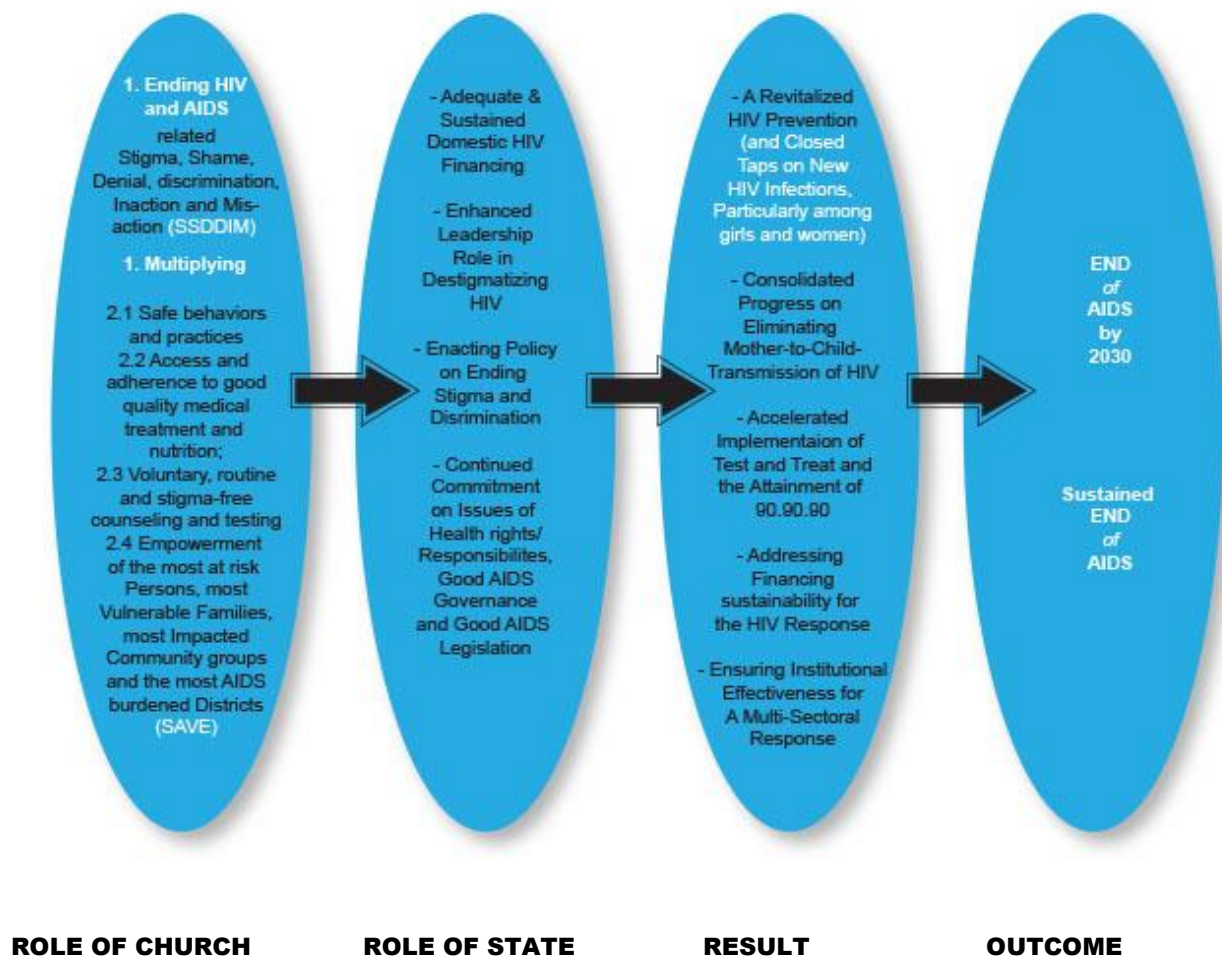 1. Ending HIV
and AIDS
related
Stigma, Shame,
Denial, discrimination,
Inaction and Mis-
action (SSDDIM)
1. Multiplying
2.1 Safe behaviors
and practices
2.2 Access and
adherence to good
quality medical
treatment and
nutrition;
2.3 Voluntary, routine
and stigma-free
counseling and testing
2.4 Empowerment
of the most at risk
Persons, most
Vulnerable Families,
most Impacted
Community groups
and the most AIDS
burdened Districts
(SAVE)
- Adequate &
Sustained
Domestic HIV
Financing
- Enhanced
Leadership
Role in
Destigmatizing
HIV
- Enacting Policy
on Ending
Stigma and
Disrimination
- Continued
Commitment
on Issues of
Health rights/
Responsibilites,
Good AIDS
Governance
and Good AIDS
Legislation
- A Revitalized
HIV Prevention
(and Closed
Taps on New
HIV Infections,
Particularly among
girls and women)
- Consolidated
Progress on
Eliminating
Mother-to-Child-
Transmission of HIV
- Accelerated
Implementaion of
Test and Treat and
the Attainment of
90.90.90
- Addressing
Financing
sustainability for
the HIV Response
- Ensuring Institutional
Effectiveness for
A Multi-Sectoral
Response
END
of
AIDS
by
2030
Sustained
END
of
AIDS
ROLE OF CHURCH
ROLE OF STATE
RESULT
OUTCOME